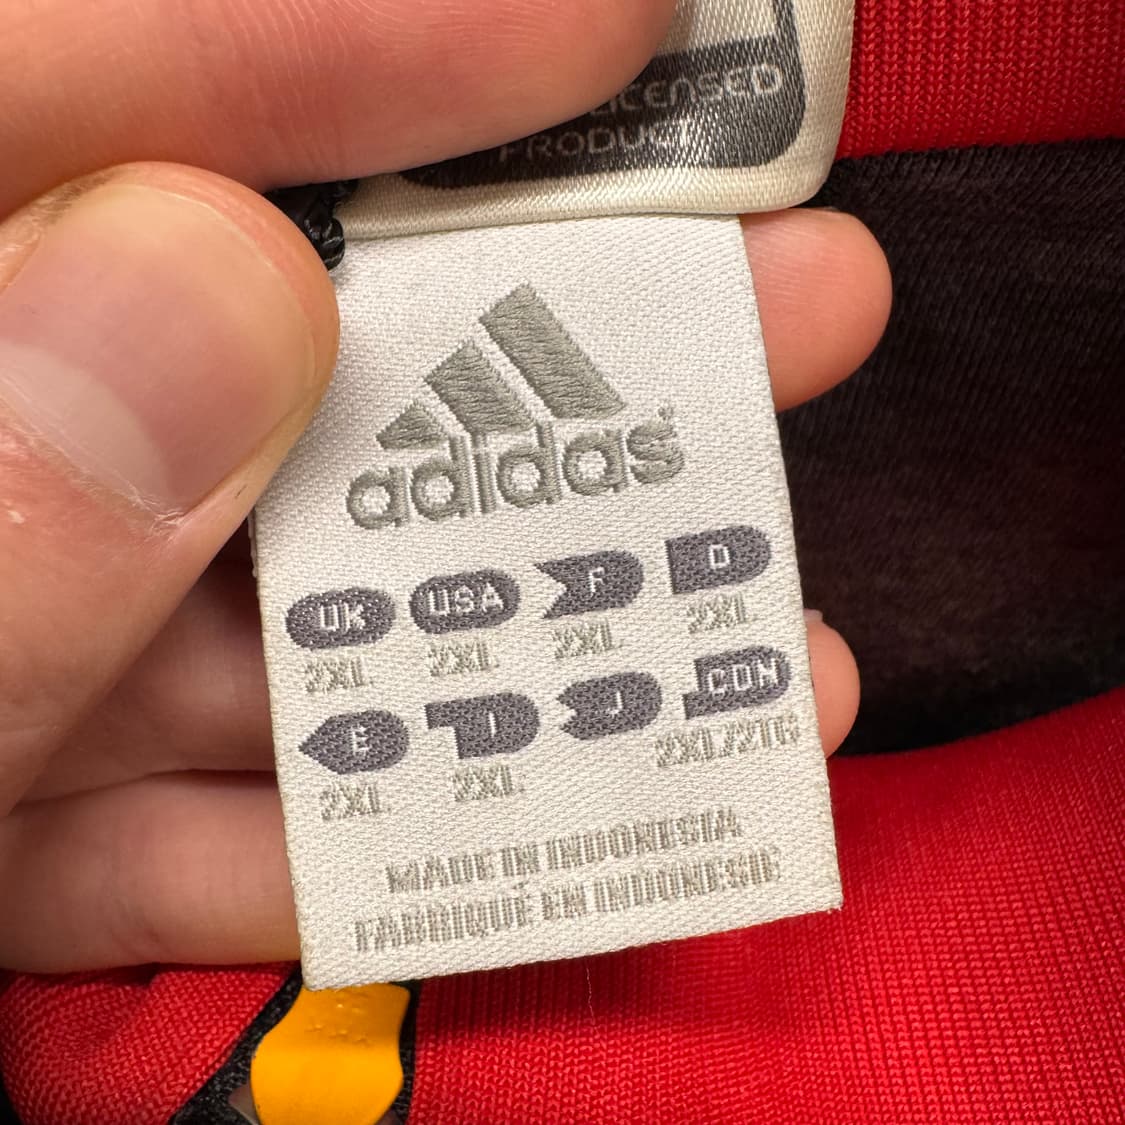 LICENSED
PRODUCT
adidas
UK USA F D
2XL 2XL 2XL 2XL
E I J CDN
2XL 2XL 2XL/2TG
MADE IN INDONESIA
FABRIQUÉ EN INDONESIE